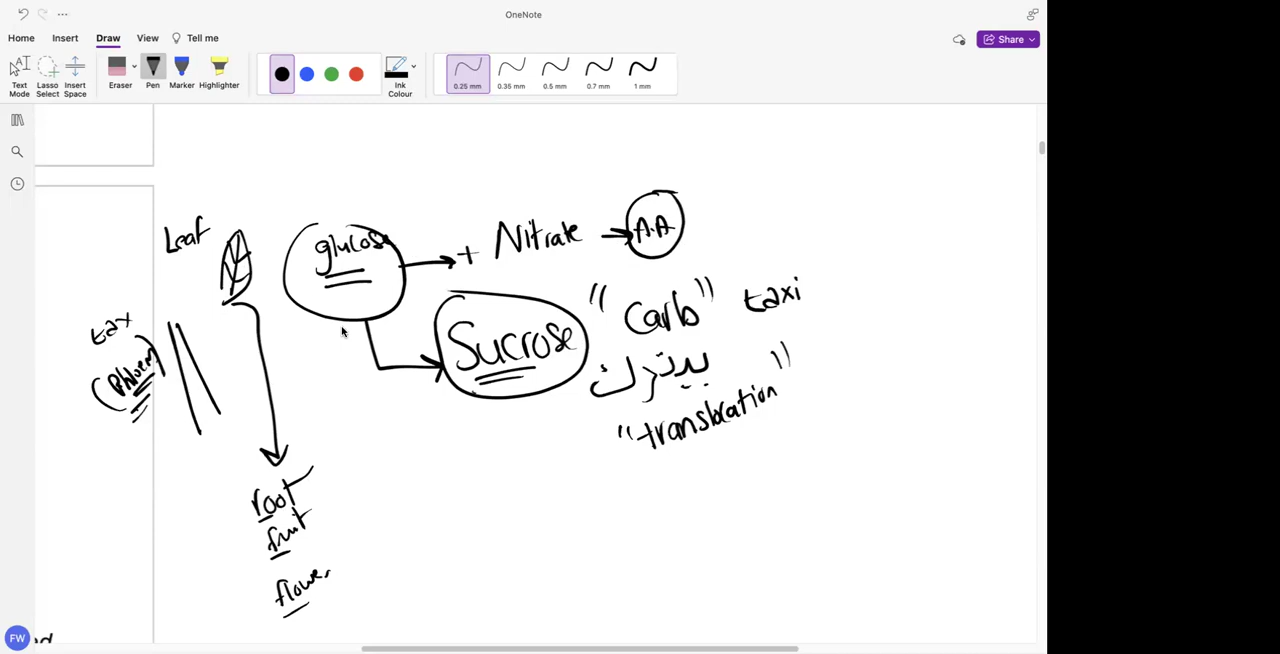 OneNote
Home Insert Draw View Tell me
Share
Text Mode
Lasso Select
Insert Space
Eraser
Pen
Marker
Highlighter
Ink Colour
0.25 mm
0.35 mm
0.5 mm
0.7 mm
1 mm
Leaf
glucose + Nitrate → A.A
Sucrose
"Carb" taxi
"translocation"
tax
(Phloem)
root
fruit
flower
FW